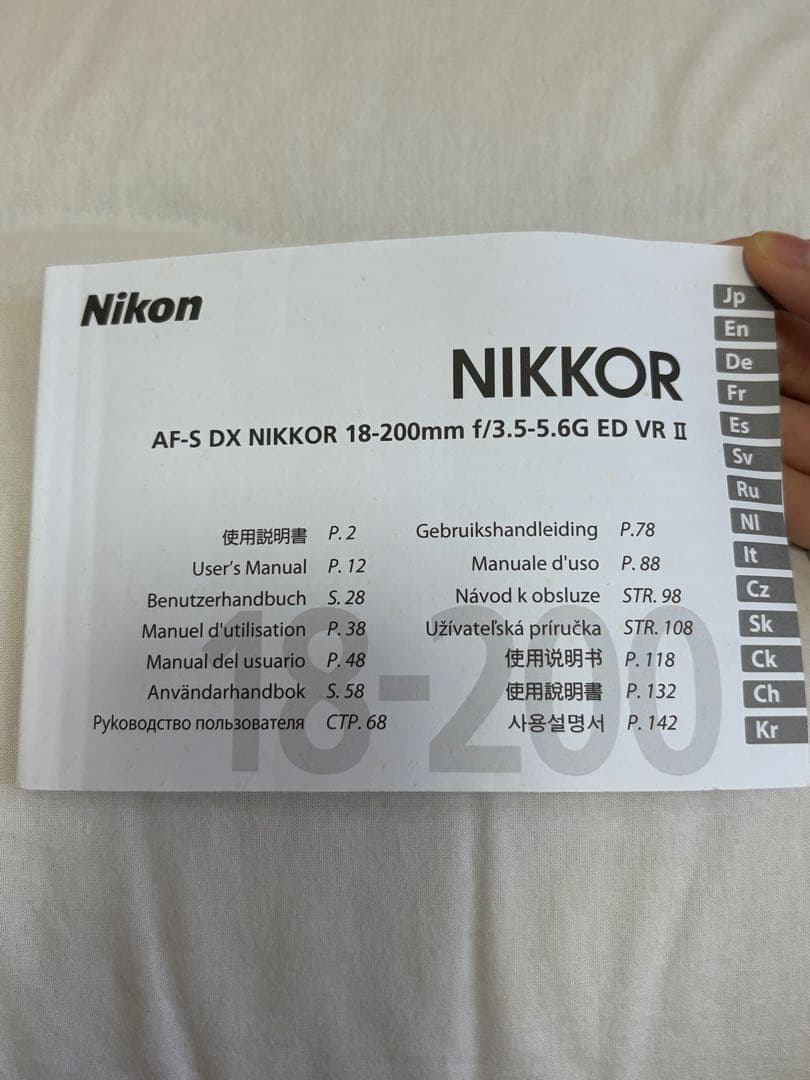 Nikon
NIKKOR
AF-S DX NIKKOR 18-200mm f/3.5-5.6G ED VR Ⅱ
使用説明書 P. 2
User's Manual P. 12
Benutzerhandbuch S. 28
Manuel d'utilisation P. 38
Manual del usuario P. 48
Användarhandbok S. 58
Руководство пользователя СТР. 68
Gebruikshandleiding P.78
Manuale d'uso P. 88
Návod k obsluze STR. 98
Užívateľská príručka STR. 108
使用说明书 P. 118
使用說明書 P. 132
사용설명서 P. 142
18-200
Jp
En
De
Fr
Es
Sv
Ru
Nl
It
Cz
Sk
Ck
Ch
Kr